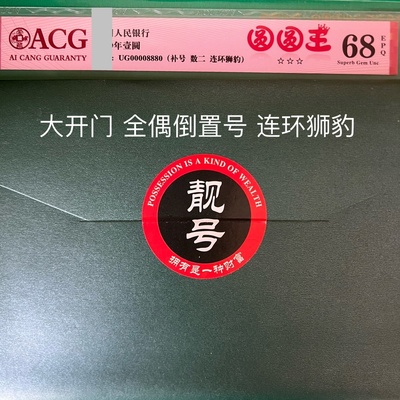 ACG
AI CANG GUARANTY
人民银行
年壹圆
UG00008880（补号 数二 连环狮豹）
圆圆王
☆☆☆
68
EPQ
Superb Gem Unc
大开门 全偶倒置号 连环狮豹
POSSESSION IS A KIND OF WEALTH
靓号
拥有是一种财富